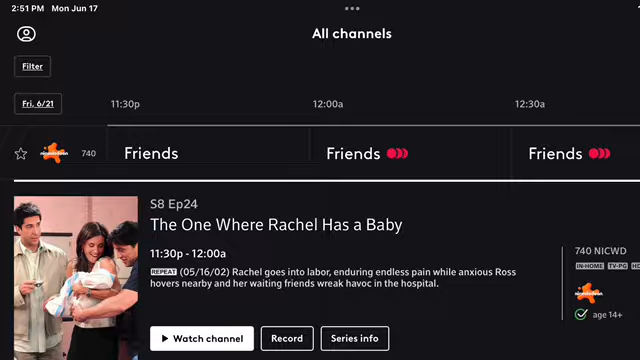 2:51 PM Mon Jun 17
All channels
Filter
Fri, 6/21
11:30p
12:00a
12:30a
nickelodeon
740
Friends
Friends
Friends
S8 Ep24
The One Where Rachel Has a Baby
11:30p - 12:00a
REPEAT (05/16/02) Rachel goes into labor, enduring endless pain while anxious Ross
hovers nearby and her waiting friends wreak havoc in the hospital.
740 NICWD
IN-HOME TV-PG HD
nickelodeon
age 14+
Watch channel
Record
Series info